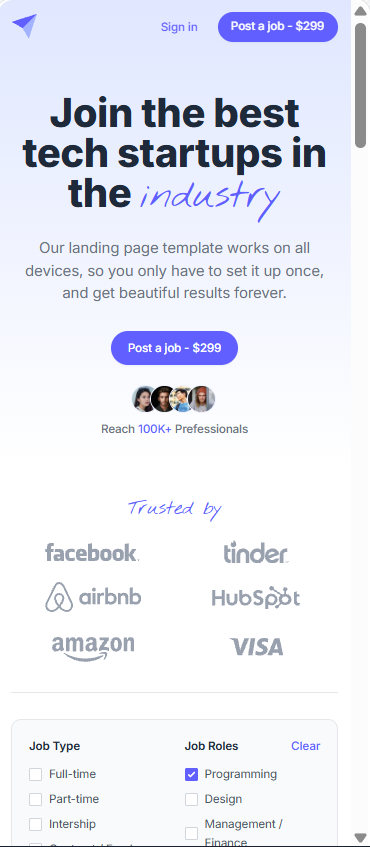 Sign in
Post a job - $299
Join the best
tech startups in
the industry
Our landing page template works on all
devices, so you only have to set it up once,
and get beautiful results forever.
Post a job - $299
Reach 100K+ Prefessionals
Trusted by
facebook
tinder
airbnb
HubSpot
amazon
VISA
Job Type
Full-time
Part-time
Intership
Job Roles
Clear
Programming
Design
Management /
Finance